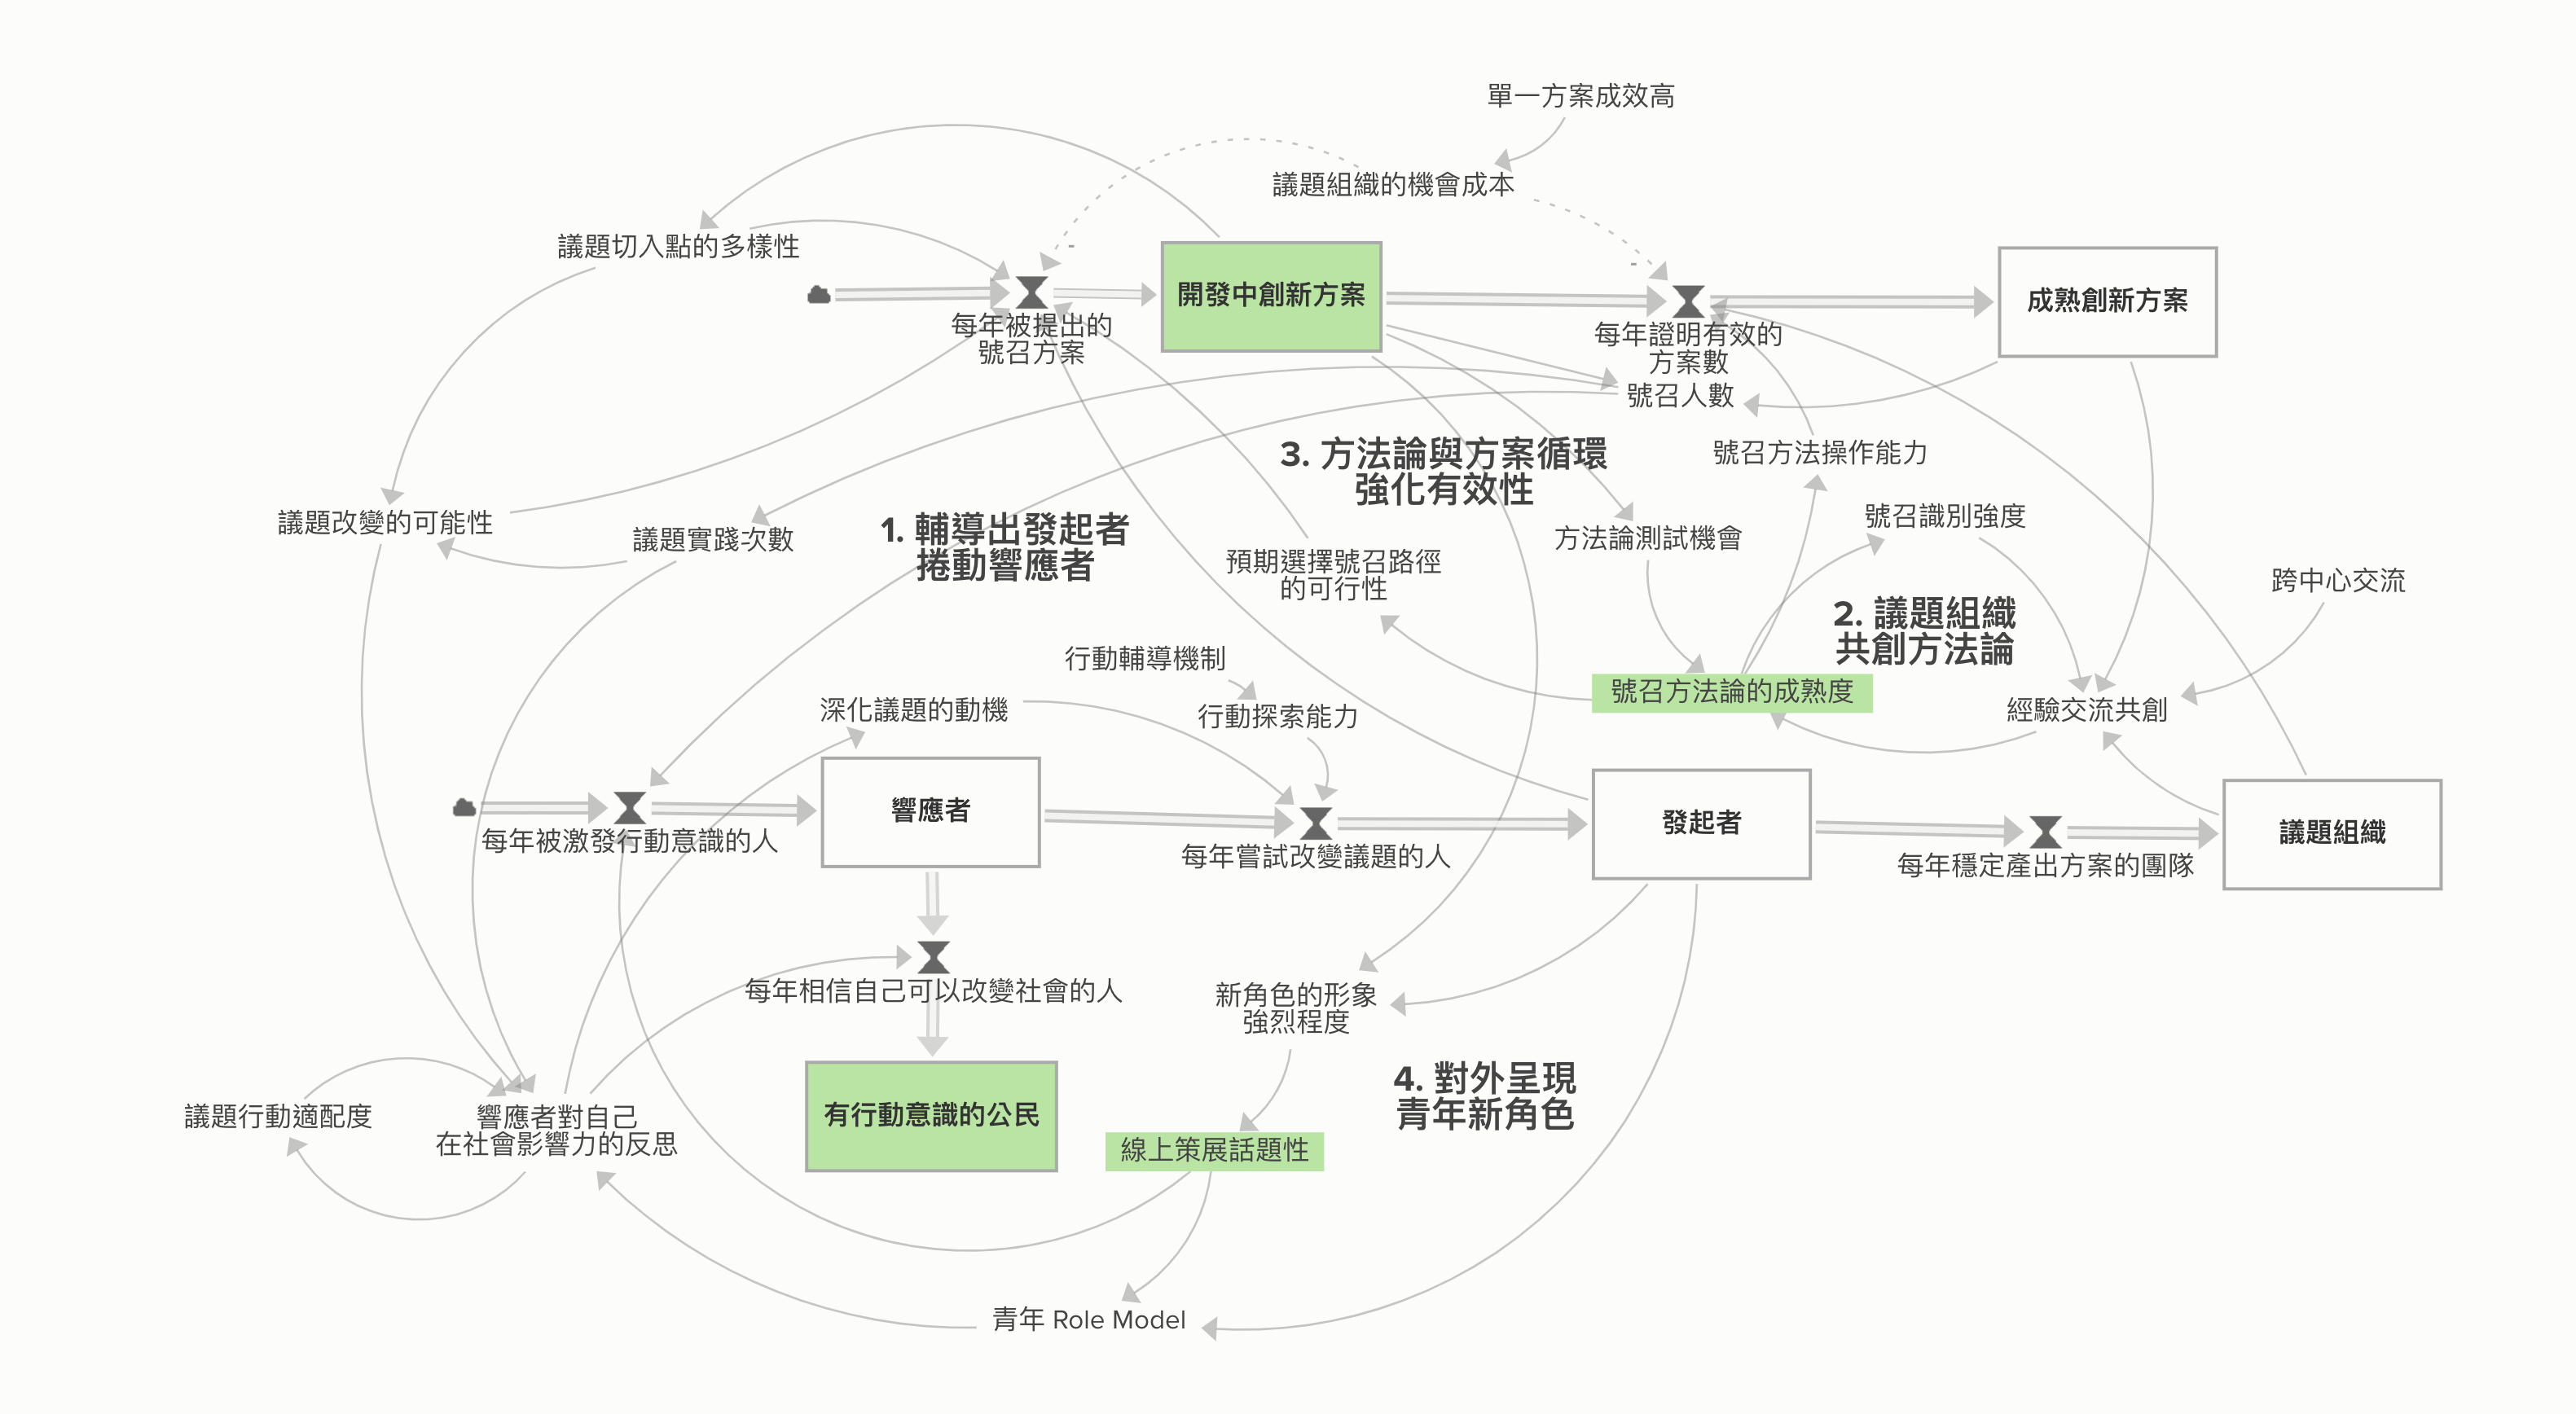 單一方案成效高
議題組織的機會成本
-
-
議題切入點的多樣性
開發中創新方案
成熟創新方案
每年被提出的
號召方案
每年證明有效的
方案數
號召人數
3. 方法論與方案循環
強化有效性
號召方法操作能力
議題改變的可能性
議題實踐次數
1. 輔導出發起者
捲動響應者
號召識別強度
方法論測試機會
預期選擇號召路徑
的可行性
跨中心交流
2. 議題組織
共創方法論
行動輔導機制
號召方法論的成熟度
深化議題的動機
行動探索能力
經驗交流共創
響應者
發起者
議題組織
每年被激發行動意識的人
每年嘗試改變議題的人
每年穩定產出方案的團隊
每年相信自己可以改變社會的人
新角色的形象
強烈程度
4. 對外呈現
青年新角色
議題行動適配度
響應者對自己
在社會影響力的反思
有行動意識的公民
線上策展話題性
青年 Role Model